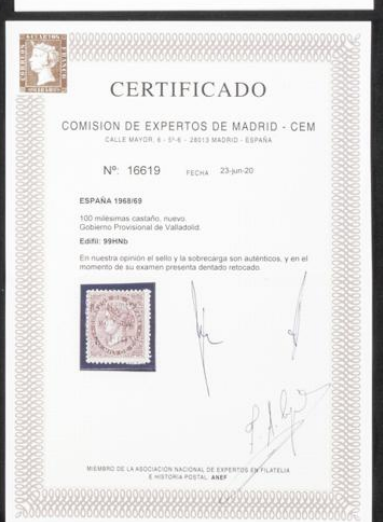 CERTIFICADO
COMISION DE EXPERTOS DE MADRID - CEM
CALLE MAYOR, 6 - 5º-6 - 28013 MADRID - ESPAÑA
Nº: 16619 FECHA 23-jun-20
ESPAÑA 1968/69
100 milésimas castaño, nuevo.
Gobierno Provisional de Valladolid.
Edifil: 99HNb
En nuestra opinión el sello y la sobrecarga son auténticos, y en el
momento de su examen presenta dentado retocado
MIEMBRO DE LA ASOCIACION NACIONAL DE EXPERTOS EN FILATELIA
E HISTORIA POSTAL ANEF